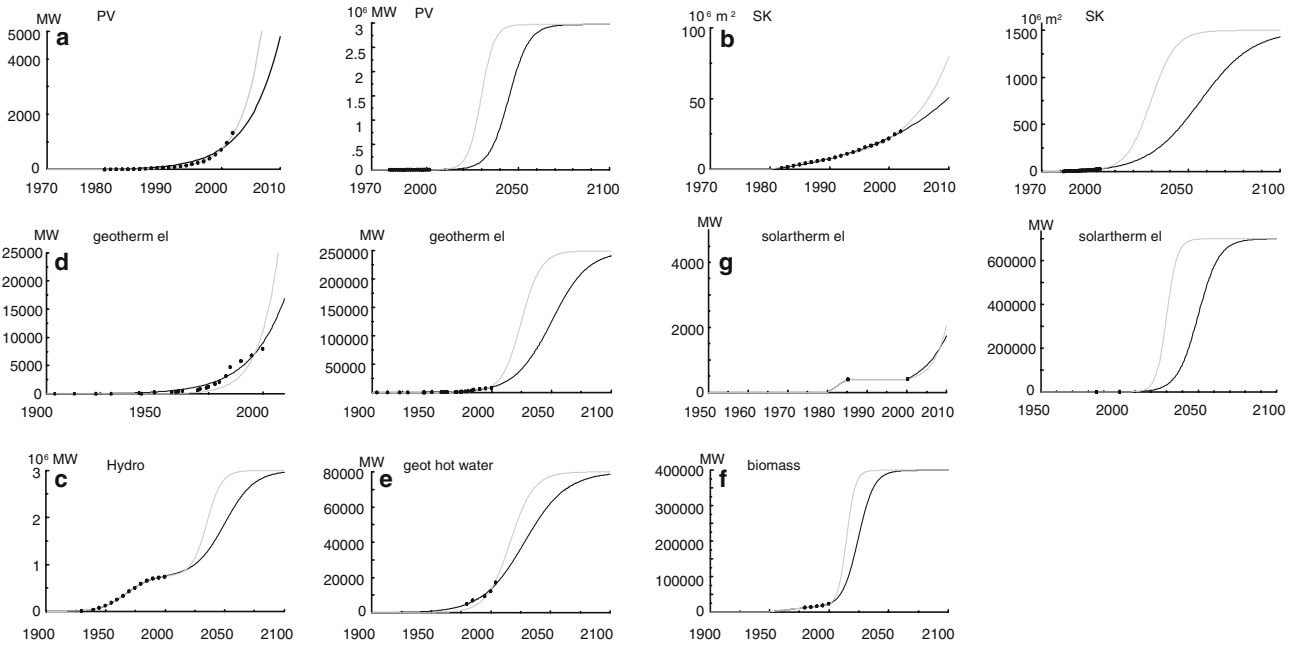 MW PV
a
5000
4000
2000
0
1970 1980 1990 2000 2010
10⁶ MW PV
3
2.5
2
1.5
1
.5
0
1970 2000 2050 2100
10⁶ m² SK
b
100
50
0
1970 1980 1990 2000 2010
10⁶ m² SK
1500
1000
500
0
1970 2000 2050 2100
MW geotherm el
d
25000
20000
15000
10000
5000
0
1900 1950 2000
MW geotherm el
250000
200000
150000
100000
50000
0
1900 1950 2000 2050 2100
MW solartherm el
g
4000
2000
0
1950 1960 1970 1980 1990 2000 2010
MW solartherm el
600000
400000
200000
0
1950 2000 2050 2100
10⁶ MW Hydro
c
3
2
1
0
1900 1950 2000 2050 2100
MW geot hot water
e
80000
60000
40000
20000
0
1900 1950 2000 2050 2100
MW biomass
f
400000
300000
200000
100000
0
1900 1950 2000 2050 2100